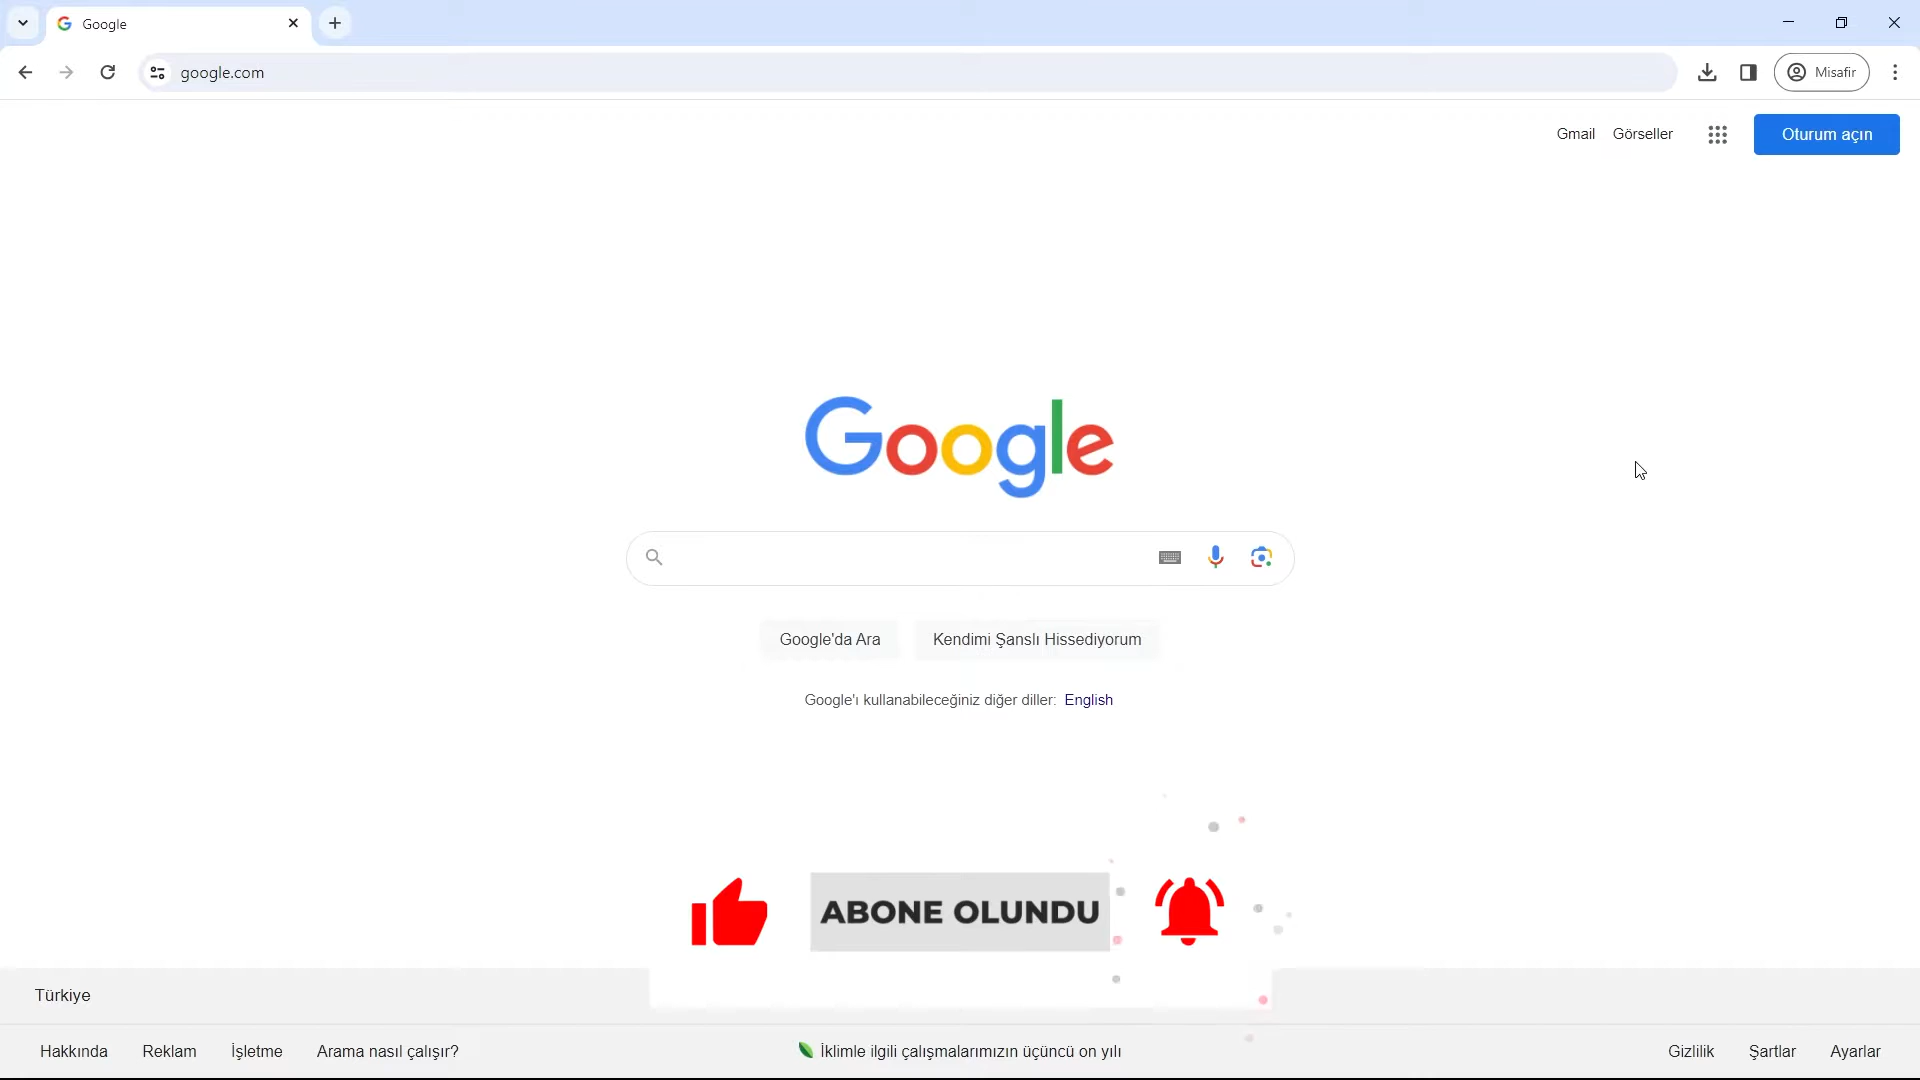 Google
google.com
Misafir
Gmail Görseller
Oturum açın
Google
Google'da Ara
Kendimi Şanslı Hissediyorum
Google'ı kullanabileceğiniz diğer diller: English
ABONE OLUNDU
Türkiye
Hakkında Reklam İşletme Arama nasıl çalışır?
İklimle ilgili çalışmalarımızın üçüncü on yılı
Gizlilik Şartlar Ayarlar